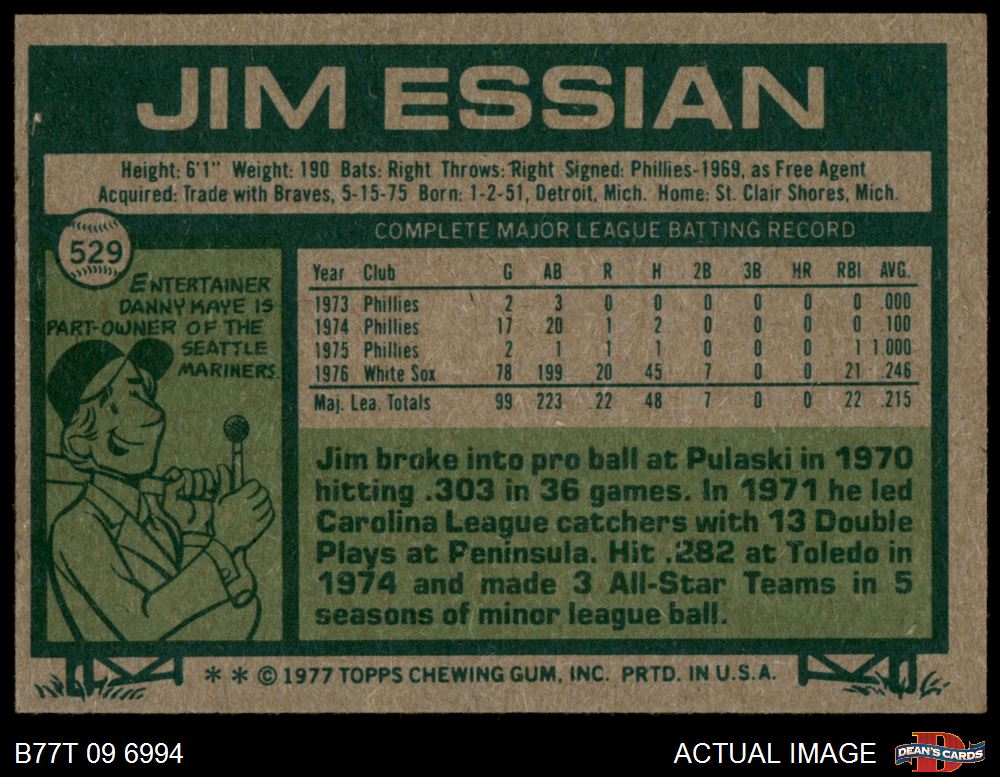 JIM ESSIAN
Height: 6'1" Weight: 190 Bats: Right Throws: Right Signed: Phillies-1969, as Free Agent
Acquired: Trade with Braves, 5-15-75 Born: 1-2-51, Detroit, Mich. Home: St. Clair Shores, Mich.
529
ENTERTAINER
DANNY KAYE IS
PART-OWNER OF THE
SEATTLE
MARINERS.
COMPLETE MAJOR LEAGUE BATTING RECORD
Year Club G AB R H 2B 3B HR RBI AVG.
1973 Phillies 2 3 0 0 0 0 0 0 .000
1974 Phillies 17 20 1 2 0 0 0 0 .100
1975 Phillies 2 1 1 1 0 0 0 1 1.000
1976 White Sox 78 199 20 45 7 0 0 21 .246
Maj. Lea. Totals 99 223 22 48 7 0 0 22 .215
Jim broke into pro ball at Pulaski in 1970
hitting .303 in 36 games. In 1971 he led
Carolina League catchers with 13 Double
Plays at Peninsula. Hit .282 at Toledo in
1974 and made 3 All-Star Teams in 5
seasons of minor league ball.
* * © 1977 TOPPS CHEWING GUM, INC. PRTD. IN U.S.A.
B77T 09 6994
ACTUAL IMAGE
D
DEAN'S CARDS